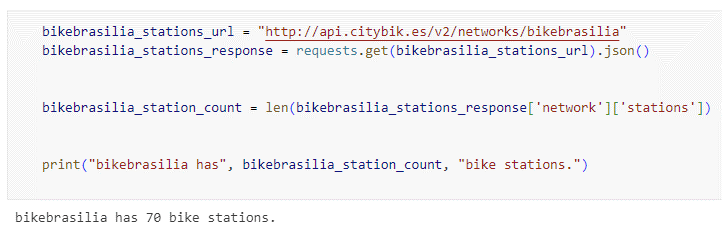 bikebrasilia_stations_url = "http://api.citybik.es/v2/networks/bikebrasilia"
bikebrasilia_stations_response = requests.get(bikebrasilia_stations_url).json()
bikebrasilia_station_count = len(bikebrasilia_stations_response['network']['stations'])
print("bikebrasilia has", bikebrasilia_station_count, "bike stations.")
bikebrasilia has 70 bike stations.